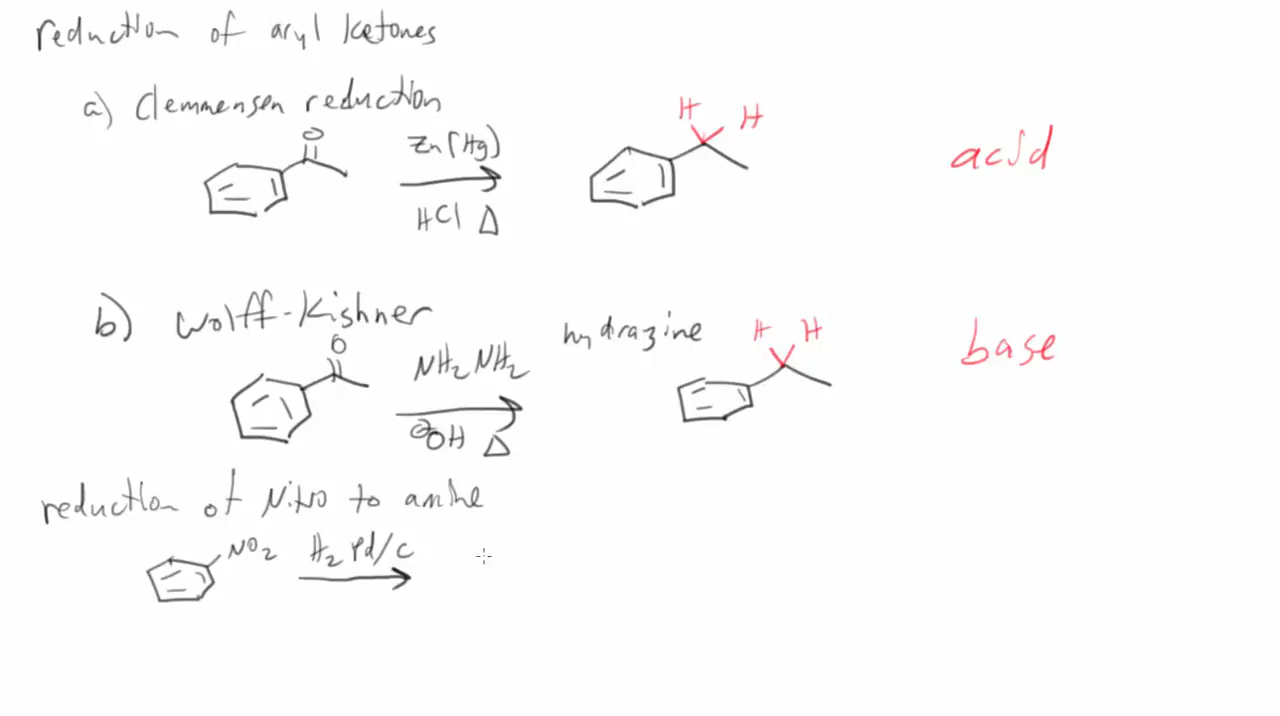 reduction of aryl ketones
a) Clemmensen reduction
O
Zn(Hg)
HCl Δ
H H
acid
b) Wolff-Kishner
O
NH2NH2
⊖OH Δ
hydrazine
H H
base
reduction of Nitro to amine
NO2 H2 Pd/C